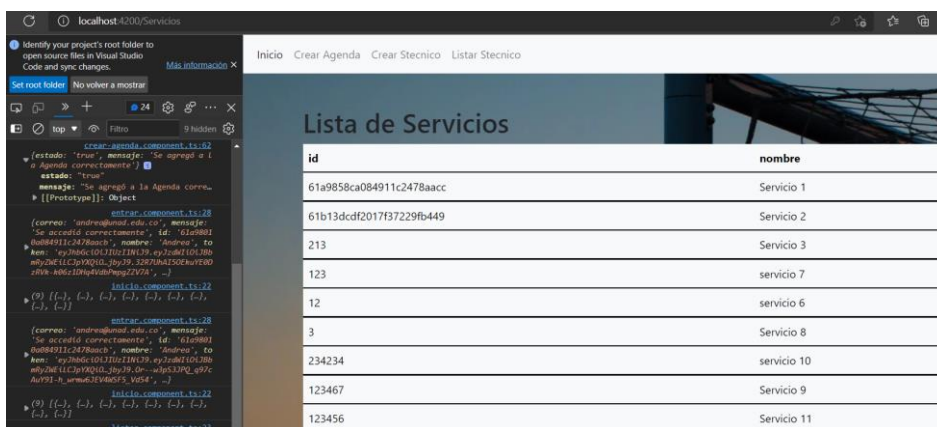 localhost:4200/Servicios
Identify your project's root folder to
open source files in Visual Studio
Code and sync changes.
Más información
Set root folder No volver a mostrar
24
top
Filtro
9 hidden
crear-agenda.component.ts:62
{estado: 'true', mensaje: 'Se agregó a l
a Agenda correctamente'}
estado: "true"
mensaje: "Se agregó a la Agenda corre…
[[Prototype]]: Object
entrar.component.ts:28
{correo: 'andrea@unad.edu.co', mensaje:
'Se accedió correctamente', id:
nombre: 'Andrea', to
ken:
inicio.component.ts:22
(9) [{…}, {…}, {…}, {…}, {…}, {…}, {…},
{…}, {…}]
entrar.component.ts:28
{correo: 'andrea@unad.edu.co', mensaje:
'Se accedió correctamente', id:
nombre: 'Andrea', to
ken:
inicio.component.ts:22
(9) [{…}, {…}, {…}, {…}, {…}, {…}, {…},
{…}, {…}]
Inicio Crear Agenda Crear Stecnico Listar Stecnico
Lista de Servicios
id nombre
61a9858ca084911c2478aacc Servicio 1
61b13dcdf2017f37229fb449 Servicio 2
213 Servicio 3
123 servicio 7
12 servicio 6
3 Servicio 8
234234 servicio 10
123467 Servicio 9
123456 Servicio 11